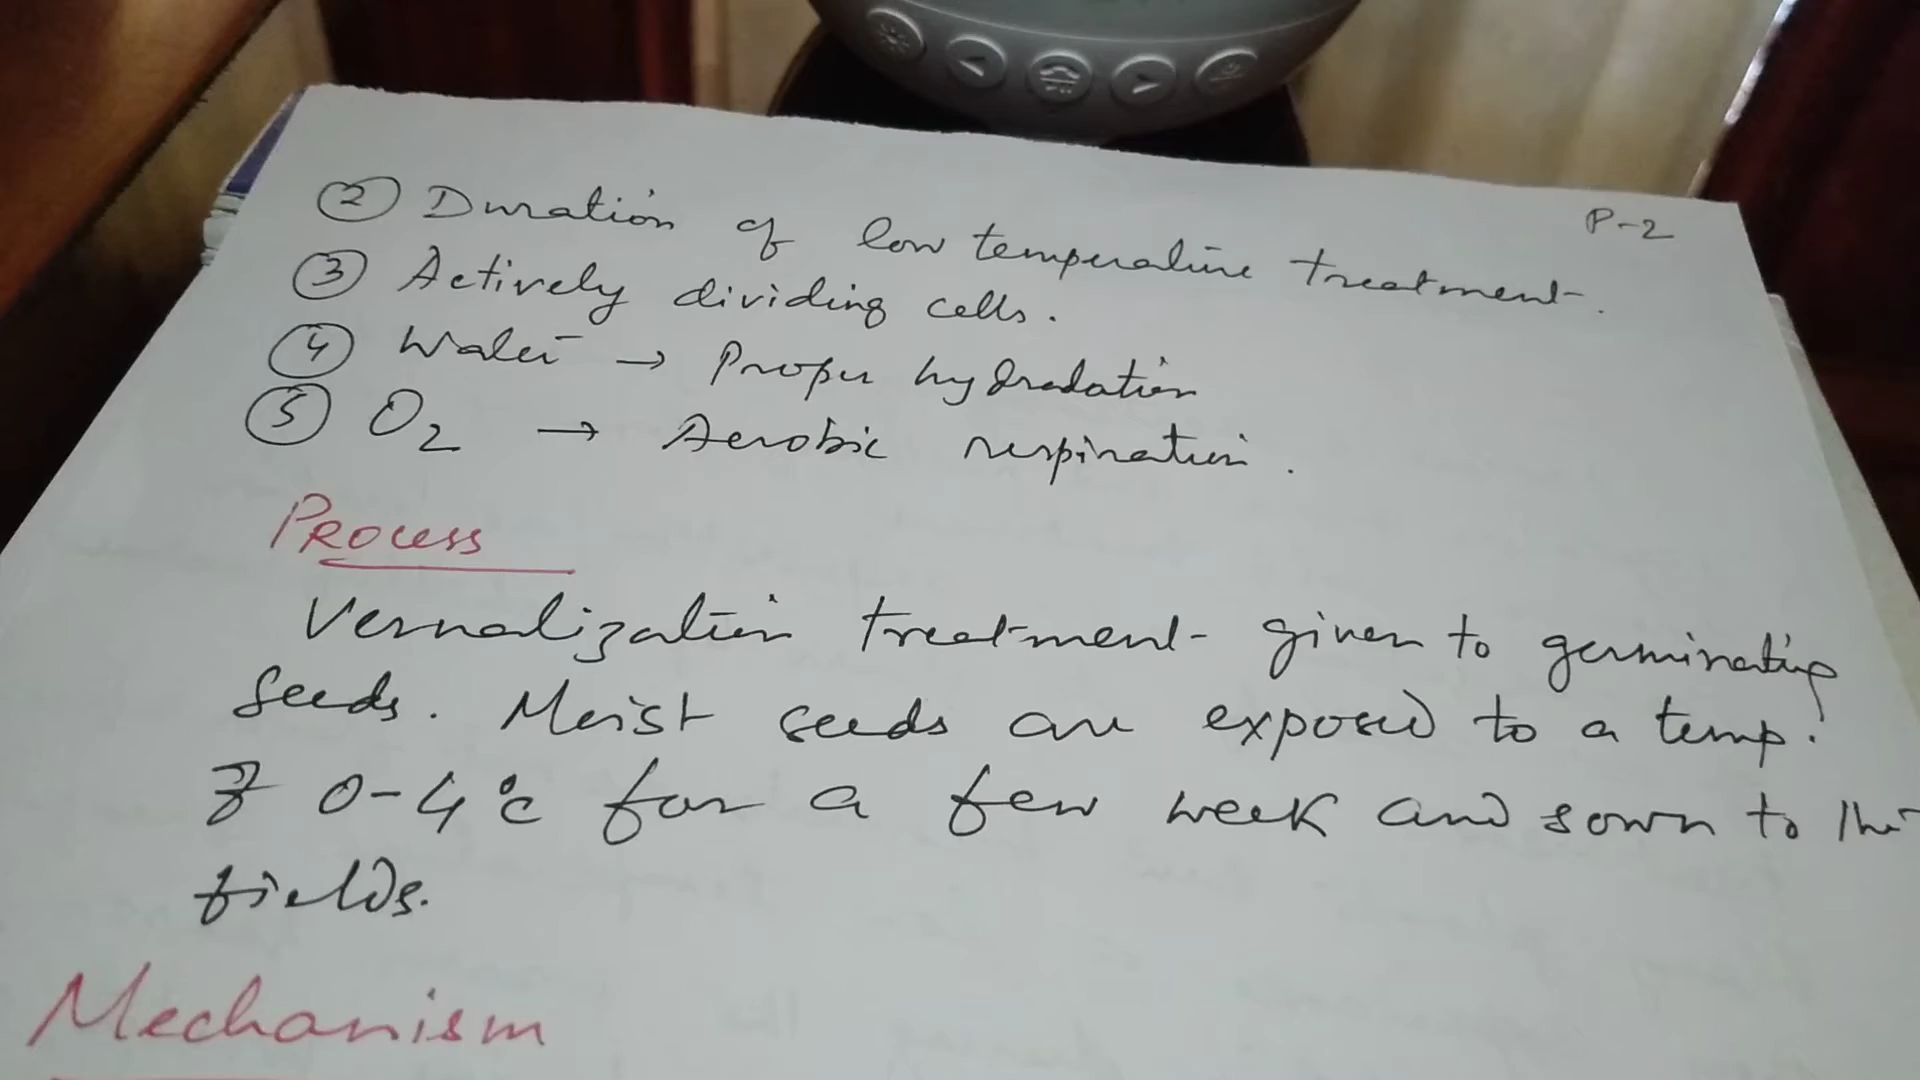 P-2
② Duration of low temperature treatment.
③ Actively dividing cells.
④ Water → Proper hydradation
⑤ O2 → Aerobic respiration.
Process
Vernalization treatment given to germinating
seeds. Moist seeds are exposed to a temp.
of 0-4°c for a few week and sown to the
fields.
Mechanism